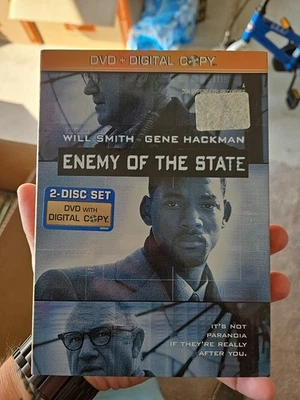 DVD + DIGITAL COPY
WILL SMITH GENE HACKMAN
ENEMY OF THE STATE
2-DISC SET
DVD WITH
DIGITAL COPY
IT'S NOT
PARANOIA
IF THEY'RE REALLY
AFTER YOU.